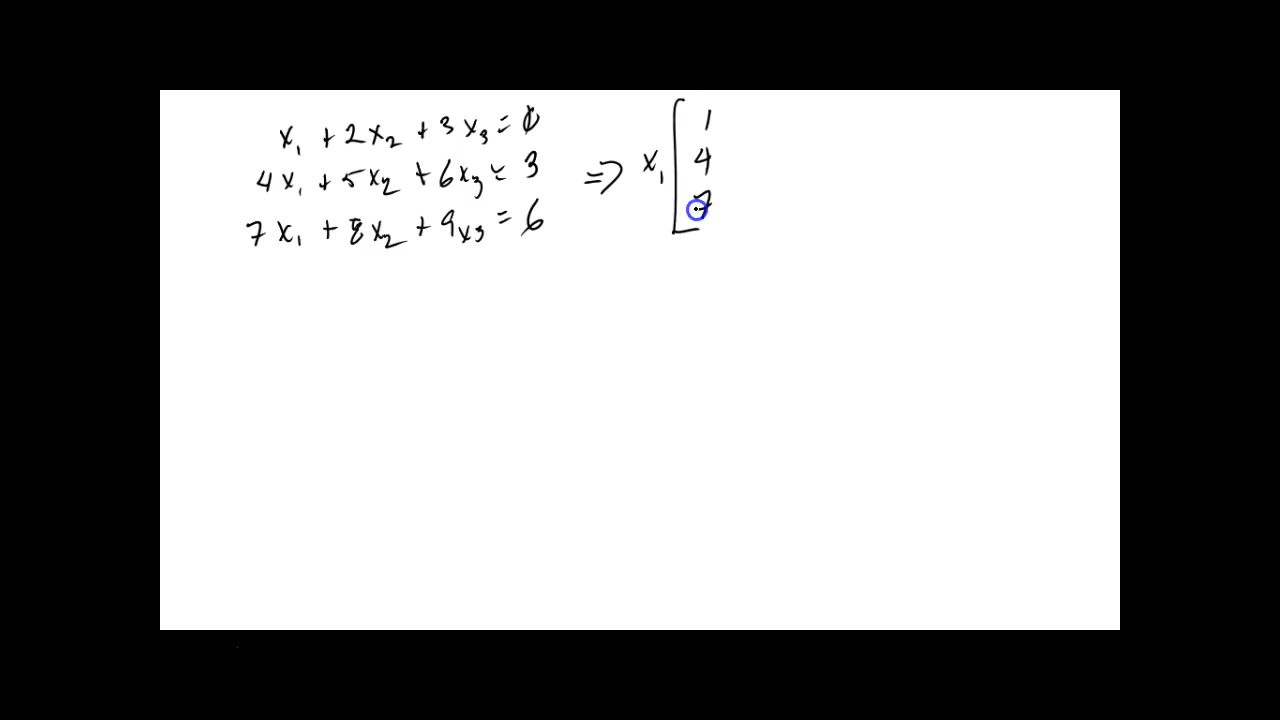 x₁ + 2x₂ + 3x₃ = 0
4x₁ + 5x₂ + 6x₃ = 3
7x₁ + 8x₂ + 9x₃ = 6
⇒ x₁ [
1
4
7